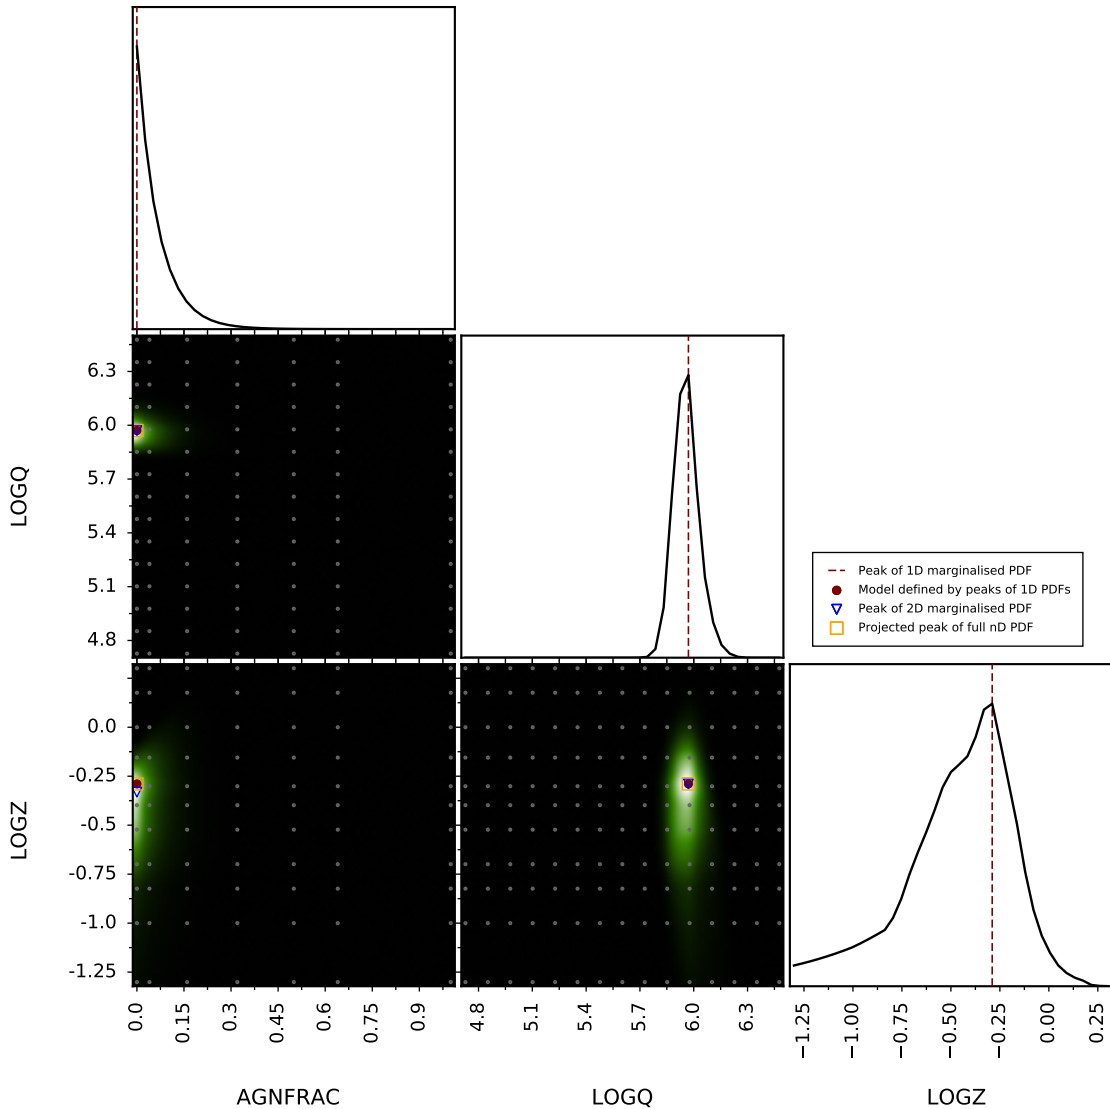 LOGQ
6.3
6.0
5.7
5.4
5.1
4.8
Peak of 1D marginalised PDF
Model defined by peaks of 1D PDFs
Peak of 2D marginalised PDF
Projected peak of full nD PDF
LOGZ
0.0
-0.25
-0.5
-0.75
-1.0
-1.25
0.0 0.15 0.3 0.45 0.6 0.75 0.9
4.8 5.1 5.4 5.7 6.0 6.3
−1.25 −1.00 −0.75 −0.50 −0.25 0.00 0.25
AGNFRAC LOGQ LOGZ